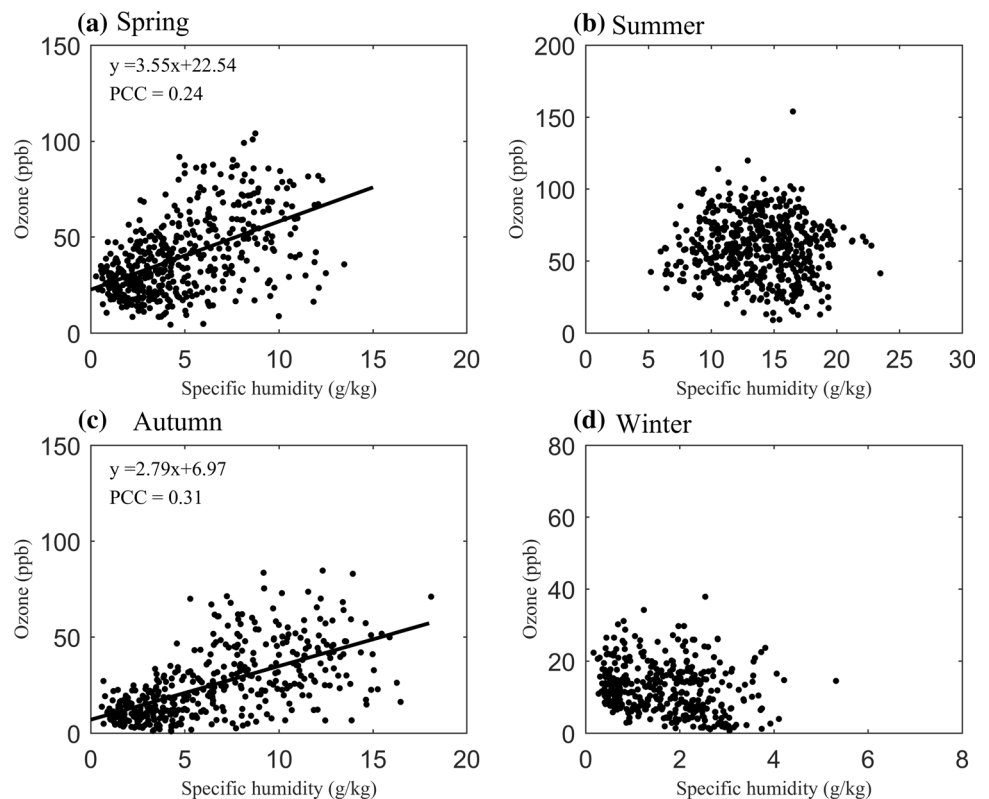 (a) Spring
150
100
50
0
y =3.55x+22.54
PCC = 0.24
Ozone (ppb)
0 5 10 15 20
Specific humidity (g/kg)
(b) Summer
200
150
100
50
0
Ozone (ppb)
0 5 10 15 20 25 30
Specific humidity (g/kg)
(c) Autumn
150
100
50
0
y =2.79x+6.97
PCC = 0.31
Ozone (ppb)
0 5 10 15 20
Specific humidity (g/kg)
(d) Winter
80
60
40
20
0
Ozone (ppb)
0 2 4 6 8
Specific humidity (g/kg)